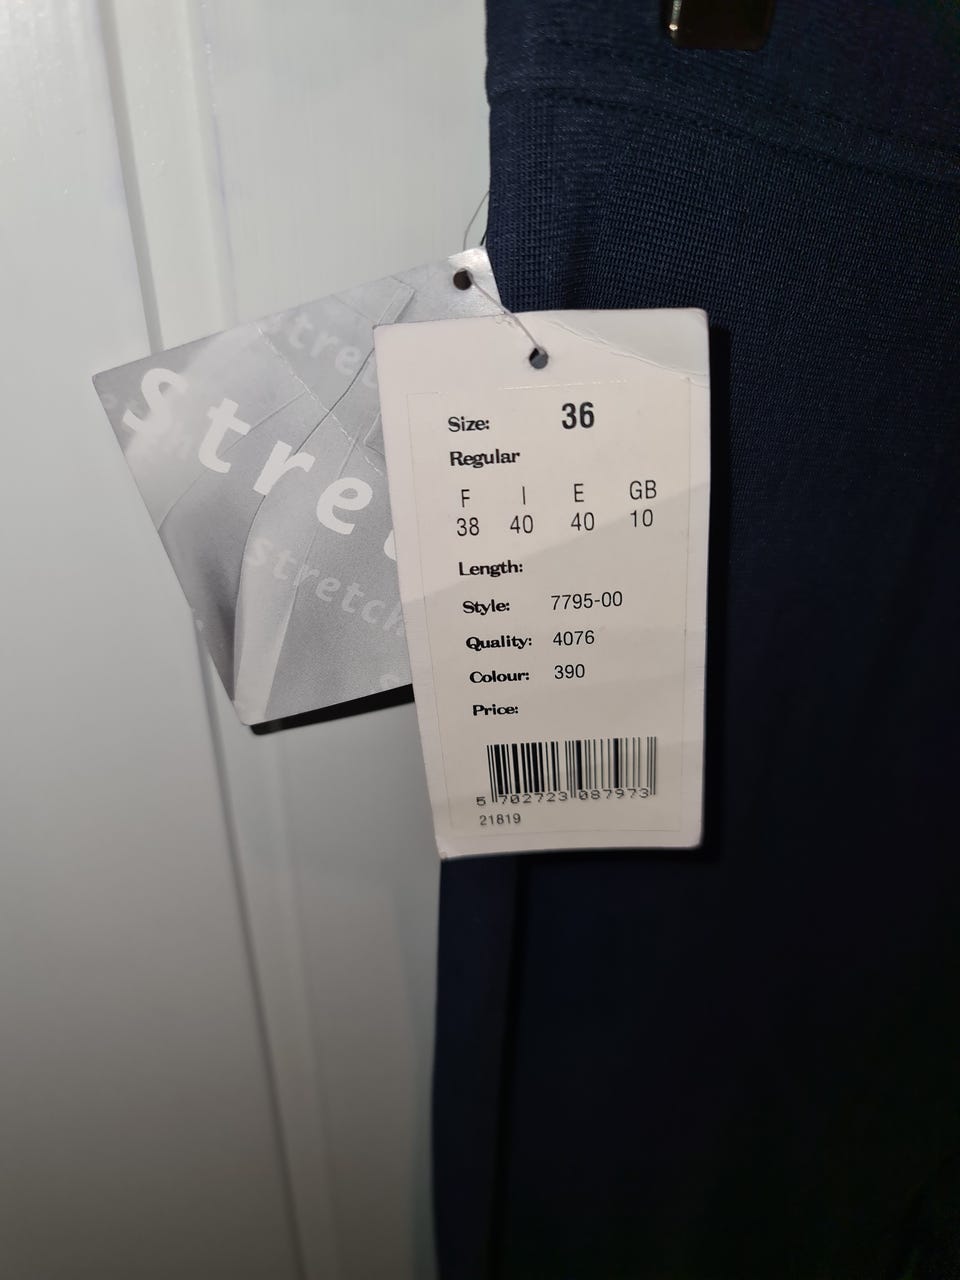 Stre
stretch
Size: 36
Regular
F I E GB
38 40 40 10
Length:
Style: 7795-00
Quality: 4076
Colour: 390
Price:
5 702723 087973
21819